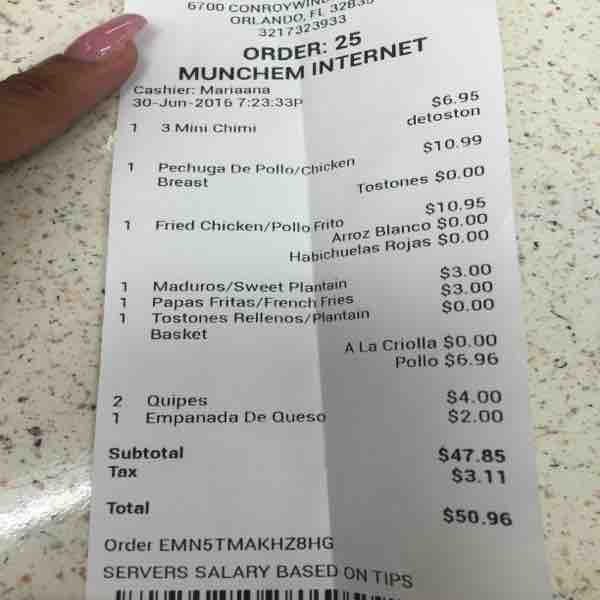 6700 CONROYWIN
ORLANDO, FL 32835
3217323933
ORDER: 25
MUNCHEM INTERNET
Cashier: Mariaana
30-Jun-2016 7:23:33P
1 3 Mini Chimi $6.95
detoston
1 Pechuga De Pollo/Chicken Breast $10.99
Tostones $0.00
1 Fried Chicken/Pollo Frito $10.95
Arroz Blanco $0.00
Habichuelas Rojas $0.00
1 Maduros/Sweet Plantain $3.00
1 Papas Fritas/French Fries $3.00
1 Tostones Rellenos/Plantain Basket $0.00
A La Criolla $0.00
Pollo $6.96
2 Quipes $4.00
1 Empanada De Queso $2.00
Subtotal $47.85
Tax $3.11
Total $50.96
Order EMN5TMAKHZ8HG
SERVERS SALARY BASED ON TIPS